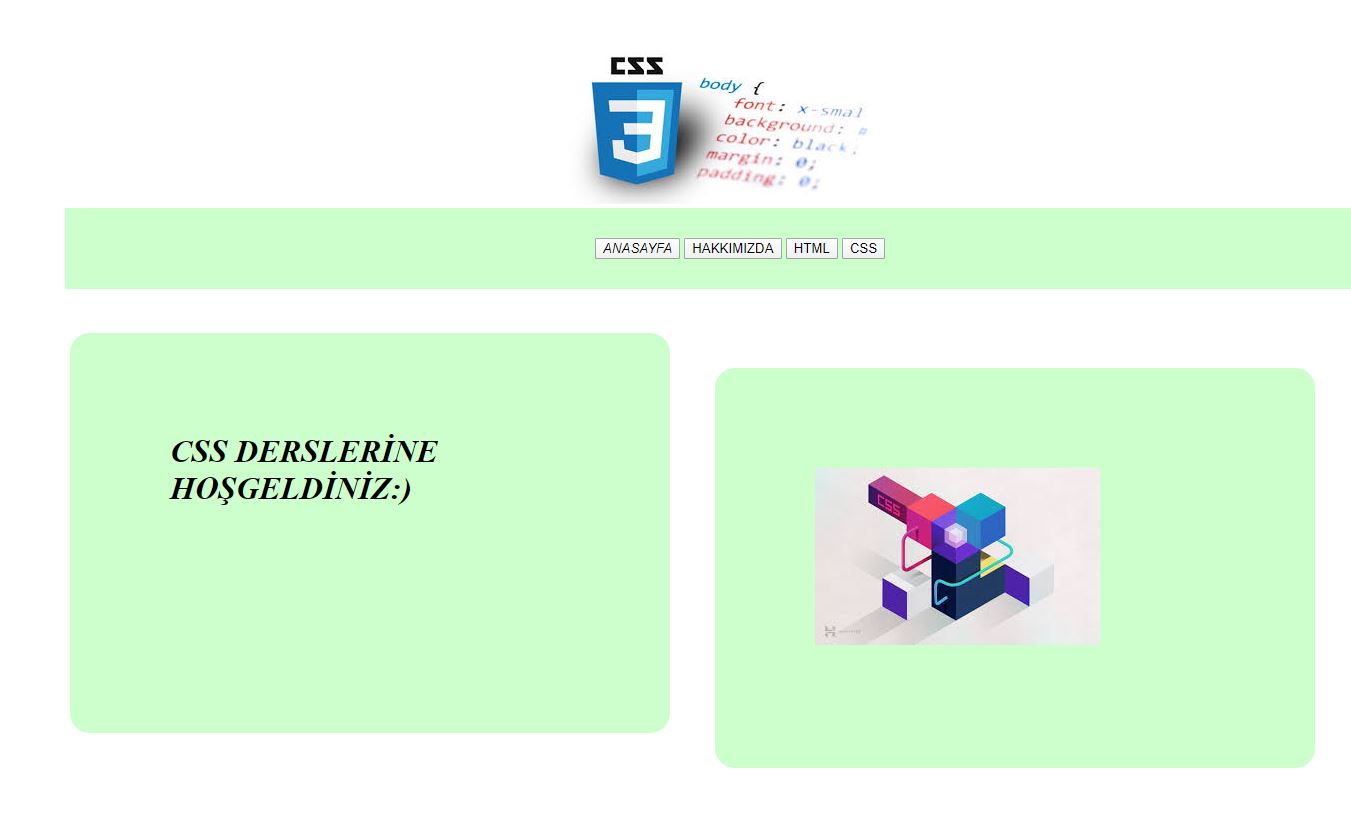 CSS
body {
font: x-smal
background: #
color: black;
margin: 0;
padding: 0;
ANASAYFA HAKKIMIZDA HTML CSS
CSS DERSLERİNE
HOŞGELDİNİZ:)
CSS